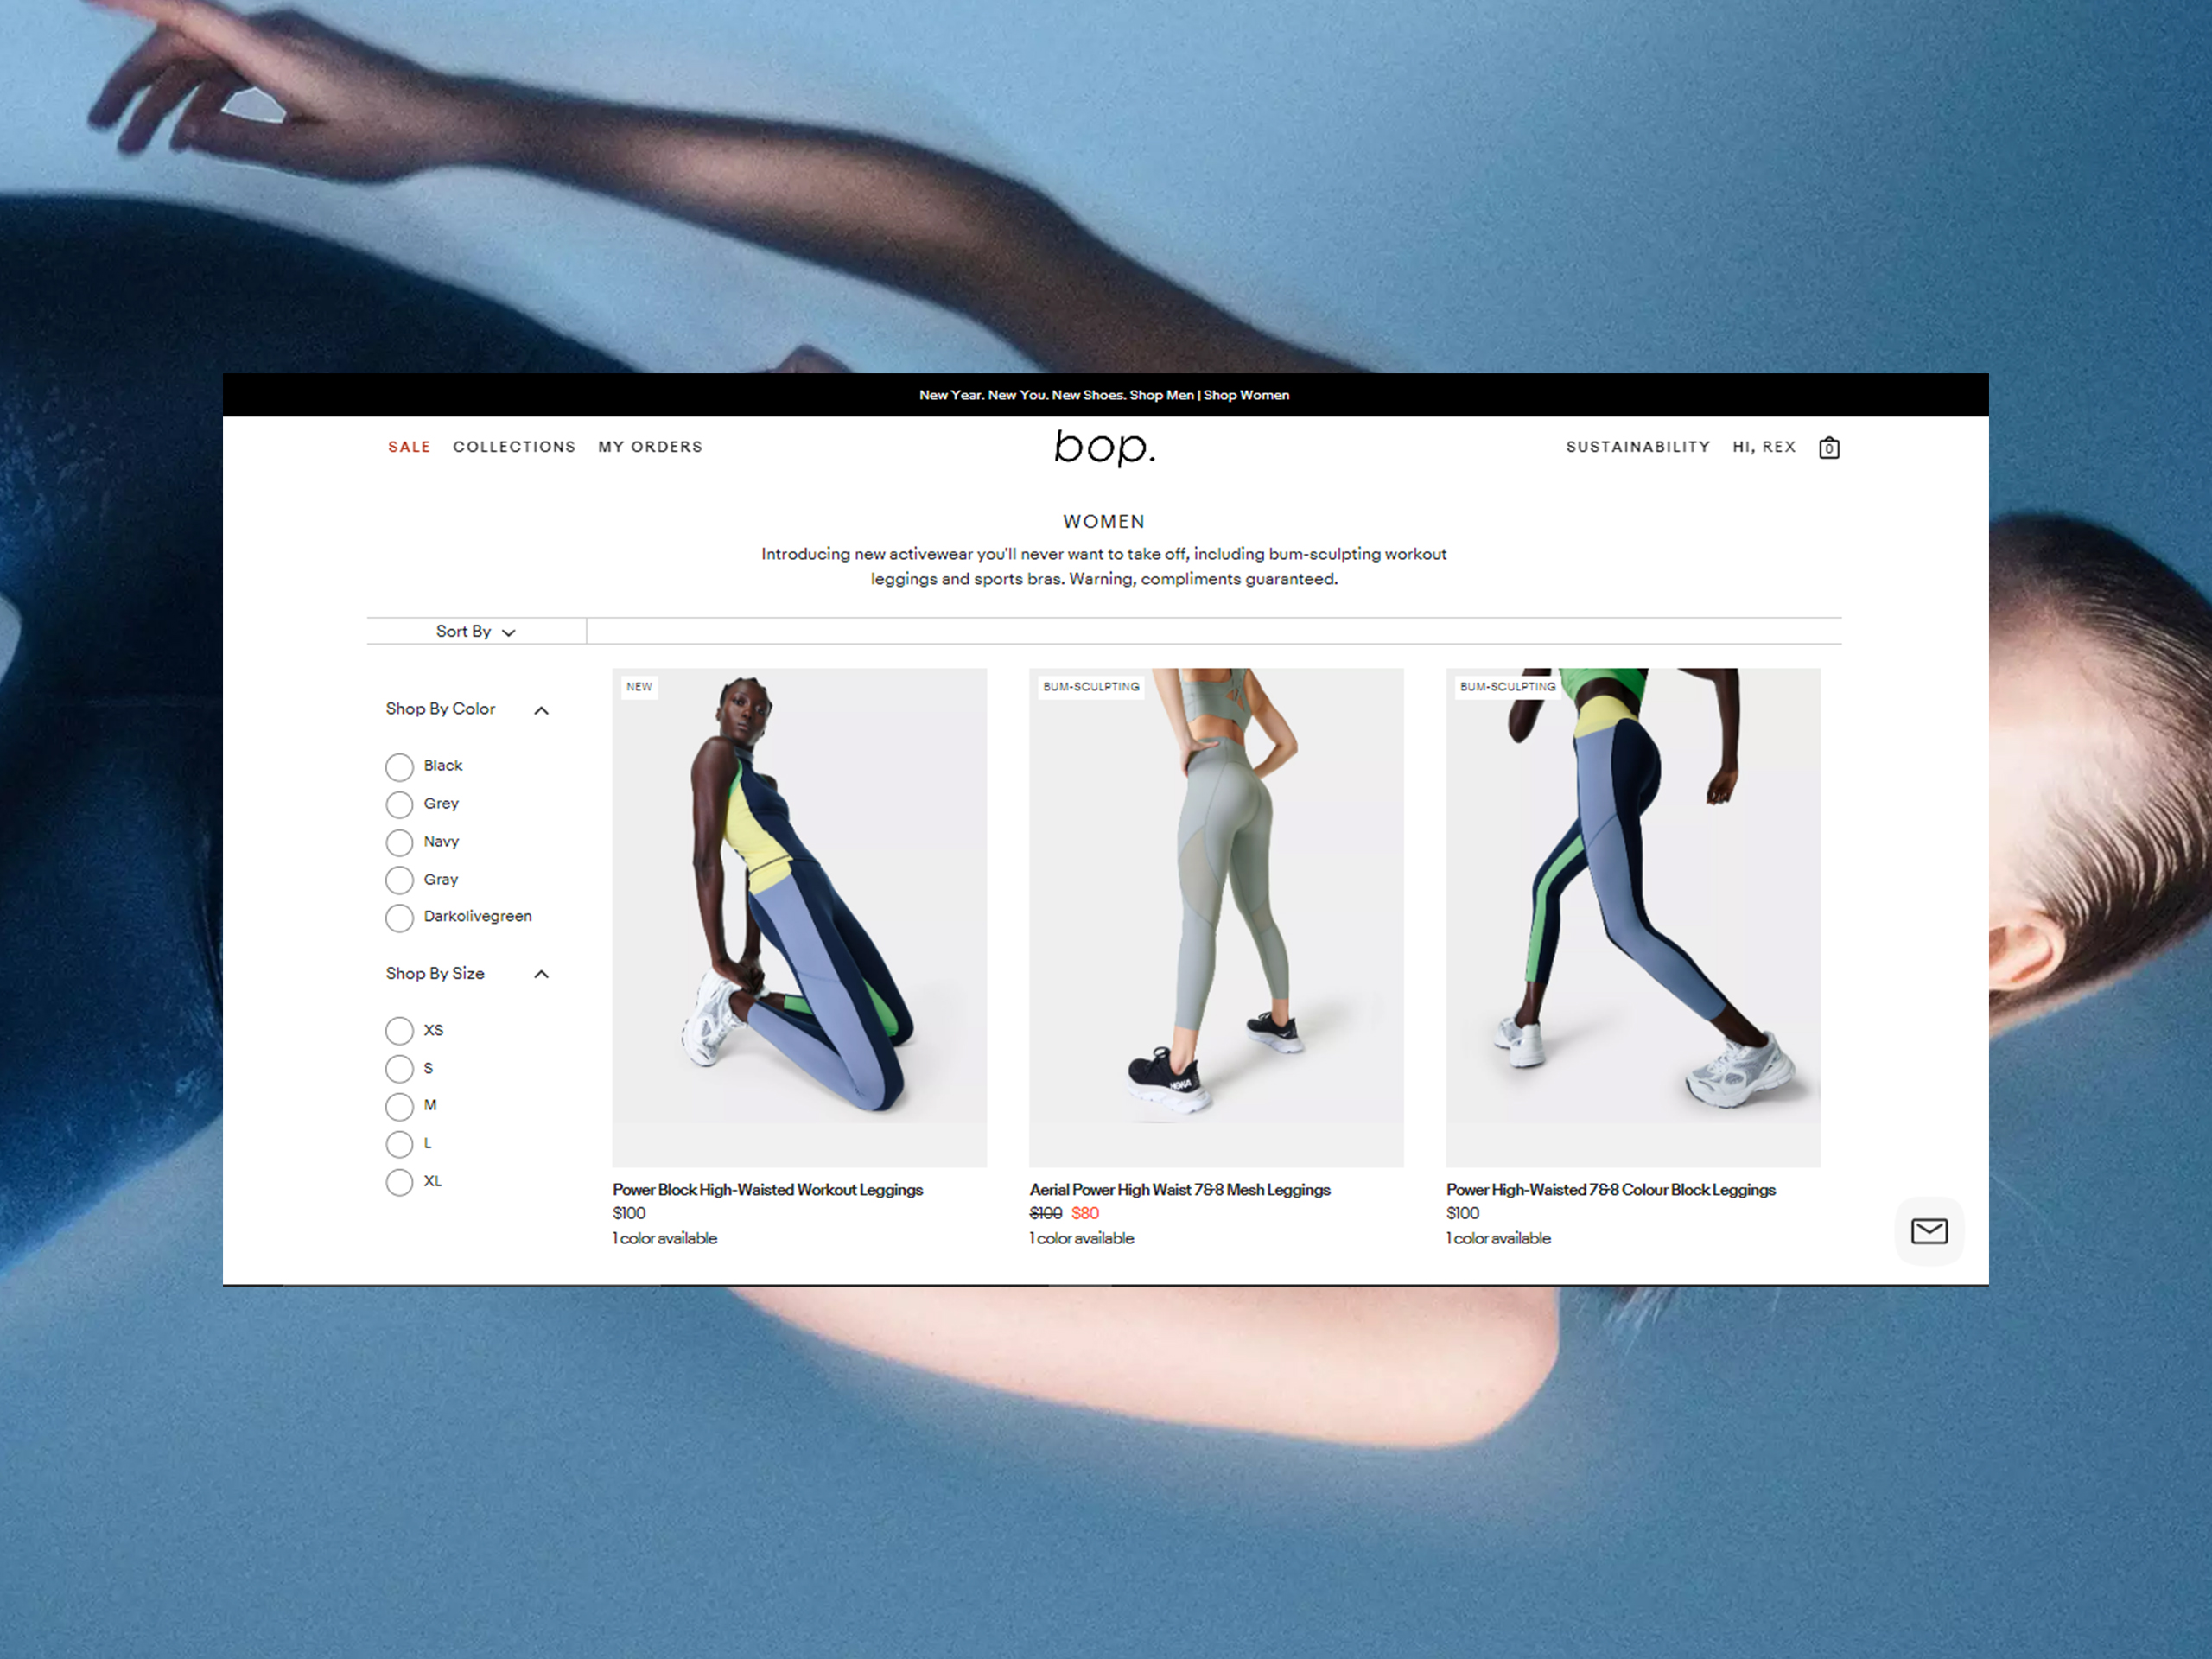 New Year. New You. New Shoes. Shop Men | Shop Women
SALE COLLECTIONS MY ORDERS
bop.
SUSTAINABILITY HI, REX 0
WOMEN
Introducing new activewear you'll never want to take off, including bum-sculpting workout
leggings and sports bras. Warning, compliments guaranteed.
Sort By
Shop By Color
Black
Grey
Navy
Gray
Darkolivegreen
Shop By Size
XS
S
M
L
XL
NEW
Power Block High-Waisted Workout Leggings
$100
1 color available
BUM-SCULPTING
HOKA
Aerial Power High Waist 7&8 Mesh Leggings
$100 $80
1 color available
BUM-SCULPTING
Power High-Waisted 7&8 Colour Block Leggings
$100
1 color available